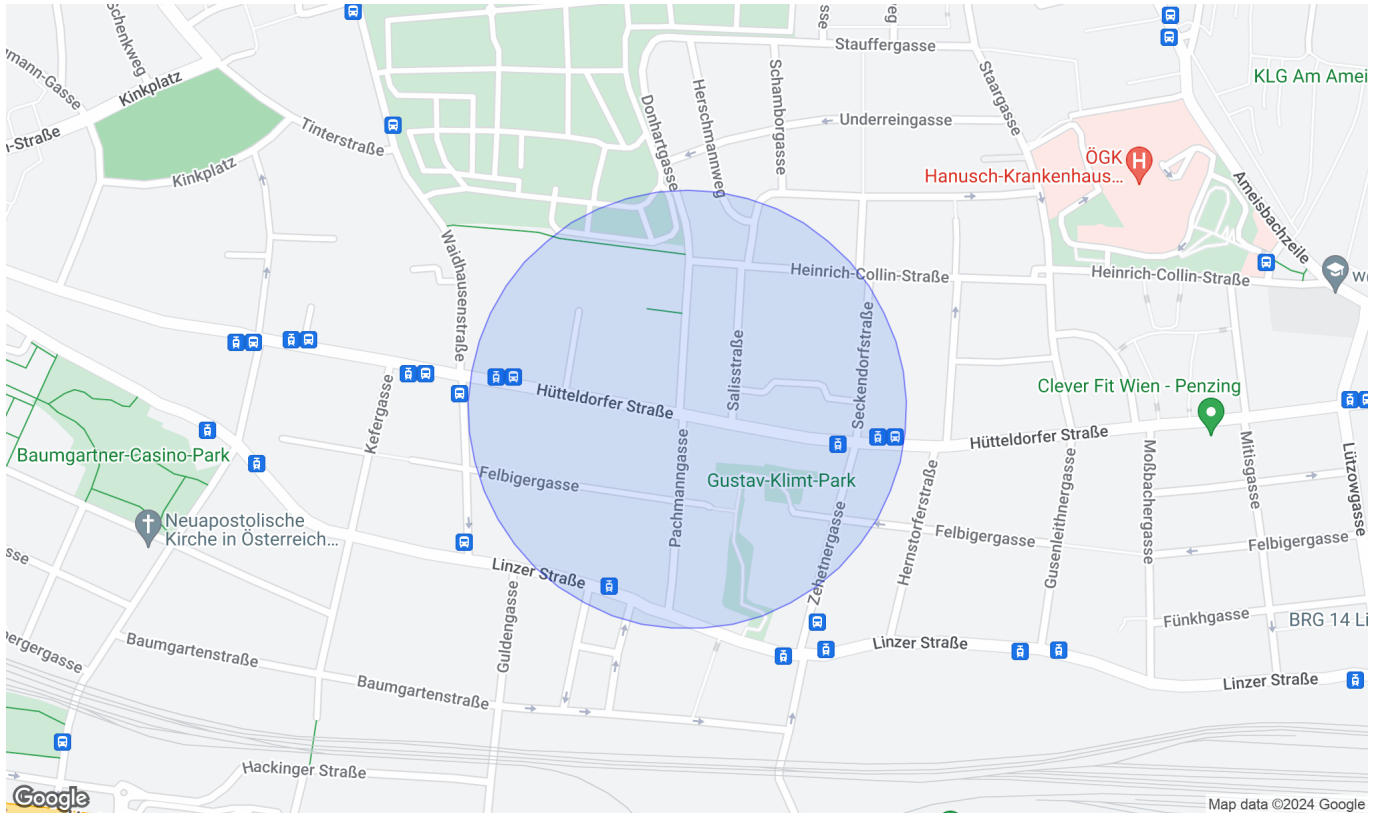 Schenkweg
Kinkplatz
Tinterstraße
Kinkplatz
Waidhausenstraße
Donhartgasse
Herschmannweg
Schamborgasse
Stauffergasse
Staargasse
Underreingasse
KLG Am Amei
ÖGK
Hanusch-Krankenhaus...
Ameisbachzeile
Heinrich-Collin-Straße
Heinrich-Collin-Straße
Salisstraße
Seckendorfstraße
Hütteldorfer Straße
Clever Fit Wien - Penzing
Hütteldorfer Straße
Kefergasse
Baumgartner-Casino-Park
Neuapostolische
Kirche in Österreich...
Felbigergasse
Pachmanngasse
Gustav-Klimt-Park
Zehetnergasse
Hernstorferstraße
Felbigergasse
Gusenleithnergasse
Moßbachergasse
Mitisgasse
Lützowgasse
Felbigergasse
Fünkhgasse
BRG 14 Li
Linzer Straße
Guldengasse
Linzer Straße
Linzer Straße
Baumgartenstraße
Baumgartenstraße
Hackinger Straße
Google
Map data ©2024 Google